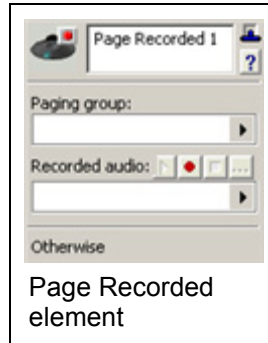 Page Recorded 1
?
Paging group:
Recorded audio: ...
Otherwise
Page Recorded
element